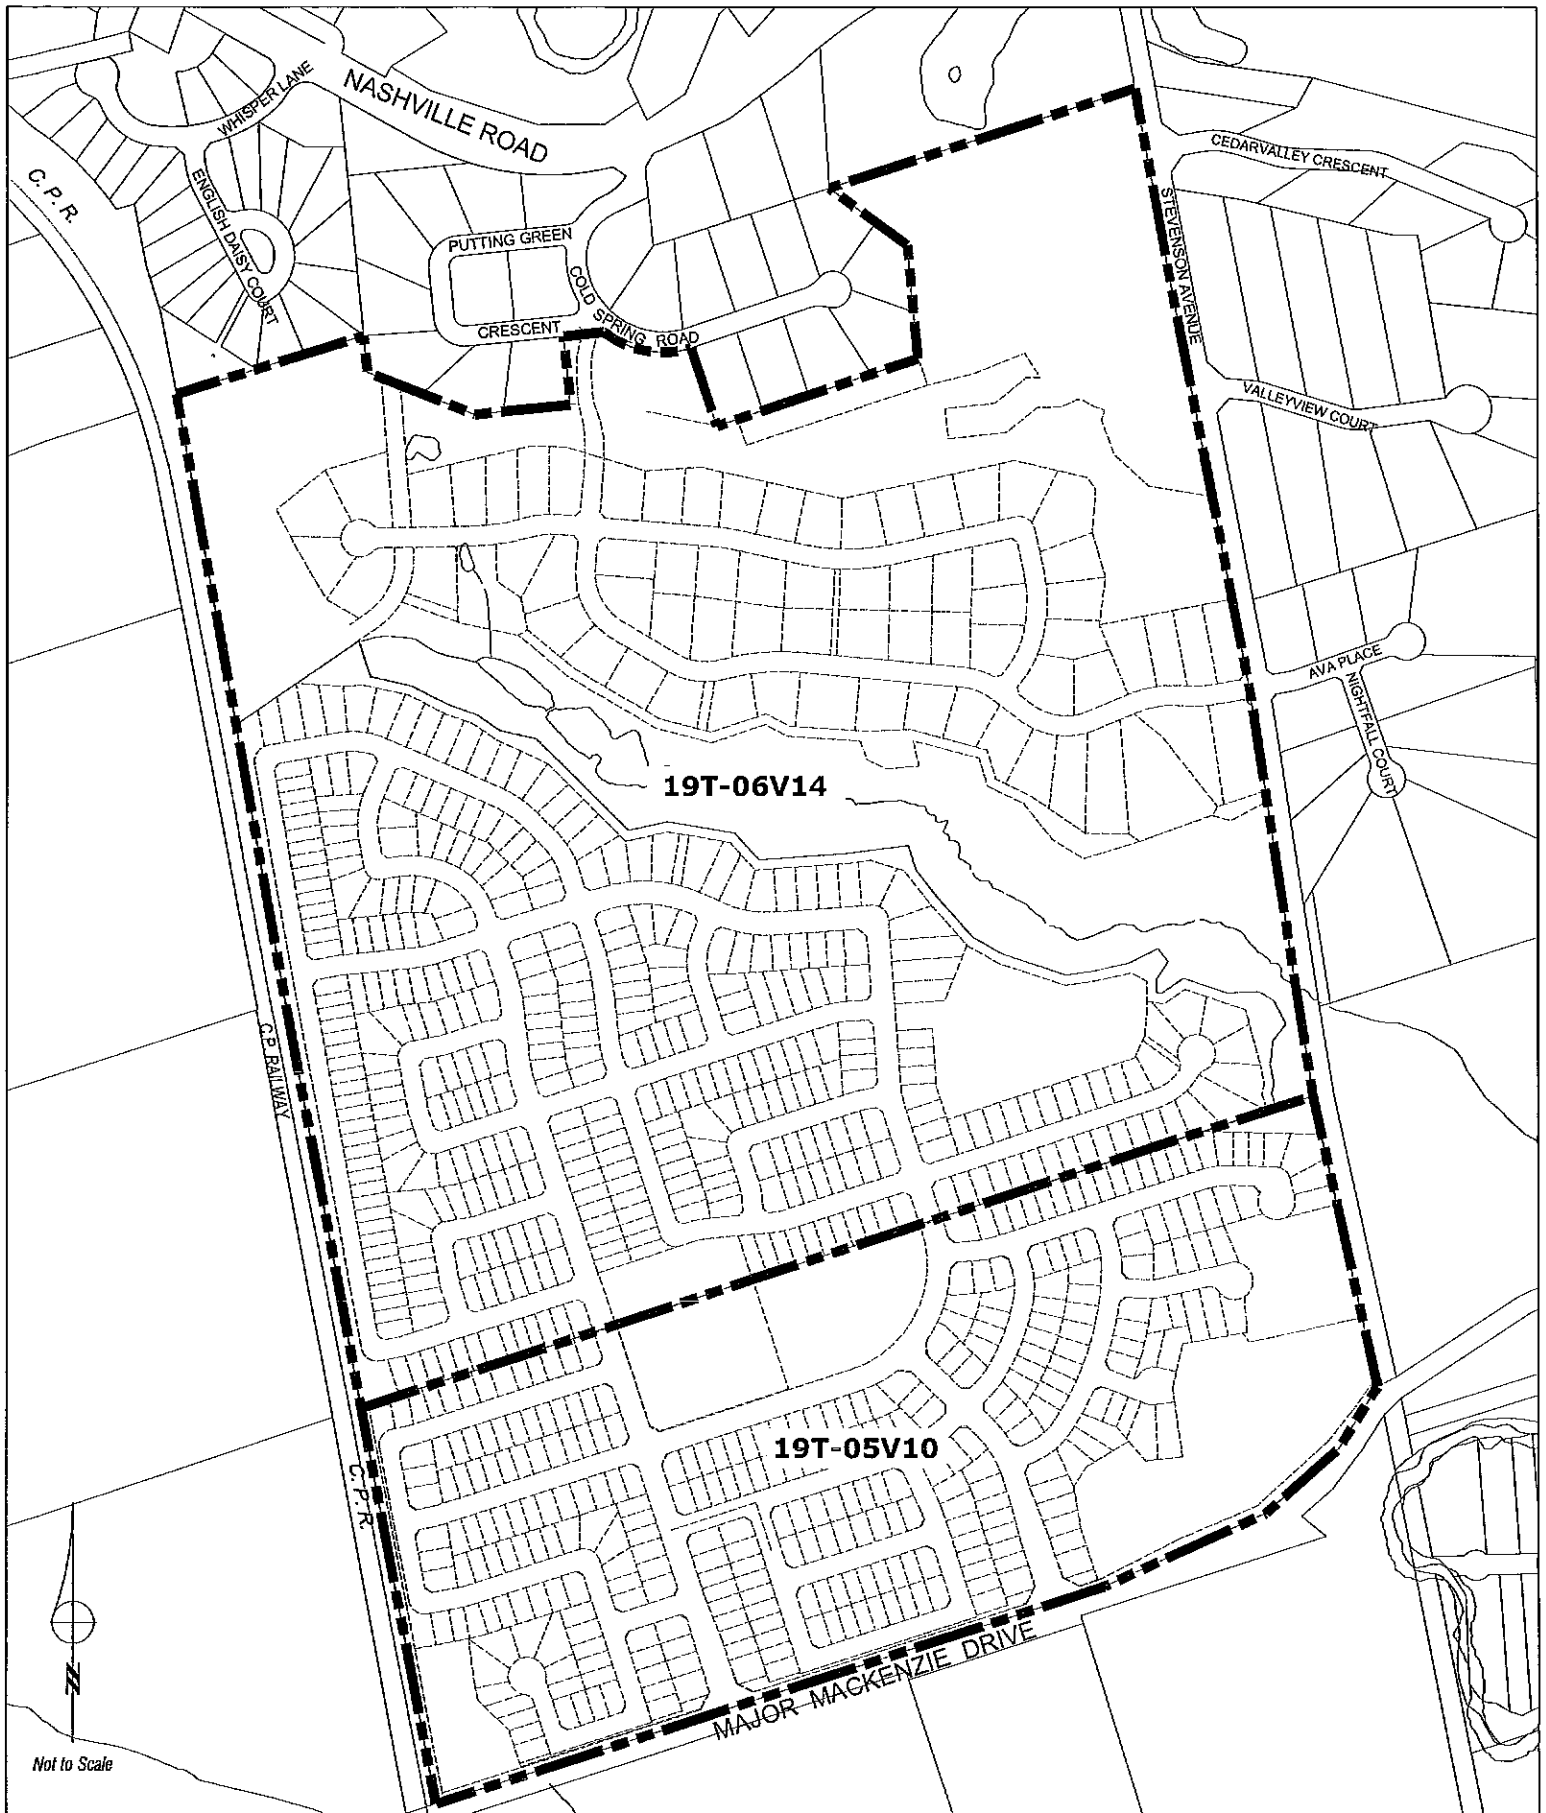 NASHVILLE ROAD
WHISPER LANE
C. P. R.
ENGLISH DAISY COURT
PUTTING GREEN
CRESCENT
COLD SPRING ROAD
CEDARVALLEY CRESCENT
STEVENSON AVENUE
VALLEYVIEW COURT
AVA PLACE
NIGHTFALL COURT
19T-06V14
C.P. RAILWAY
19T-05V10
C. P. R.
MAJOR MACKENZIE DRIVE
N
Not to Scale